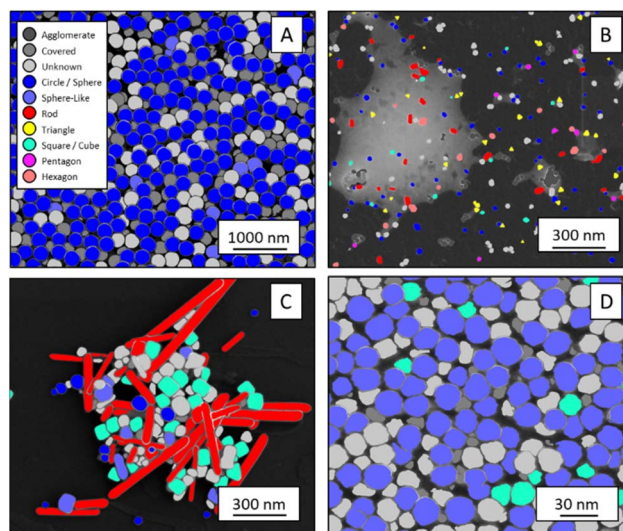 A
Agglomerate
Covered
Unknown
Circle / Sphere
Sphere-Like
Rod
Triangle
Square / Cube
Pentagon
Hexagon
1000 nm
B
300 nm
C
300 nm
D
30 nm